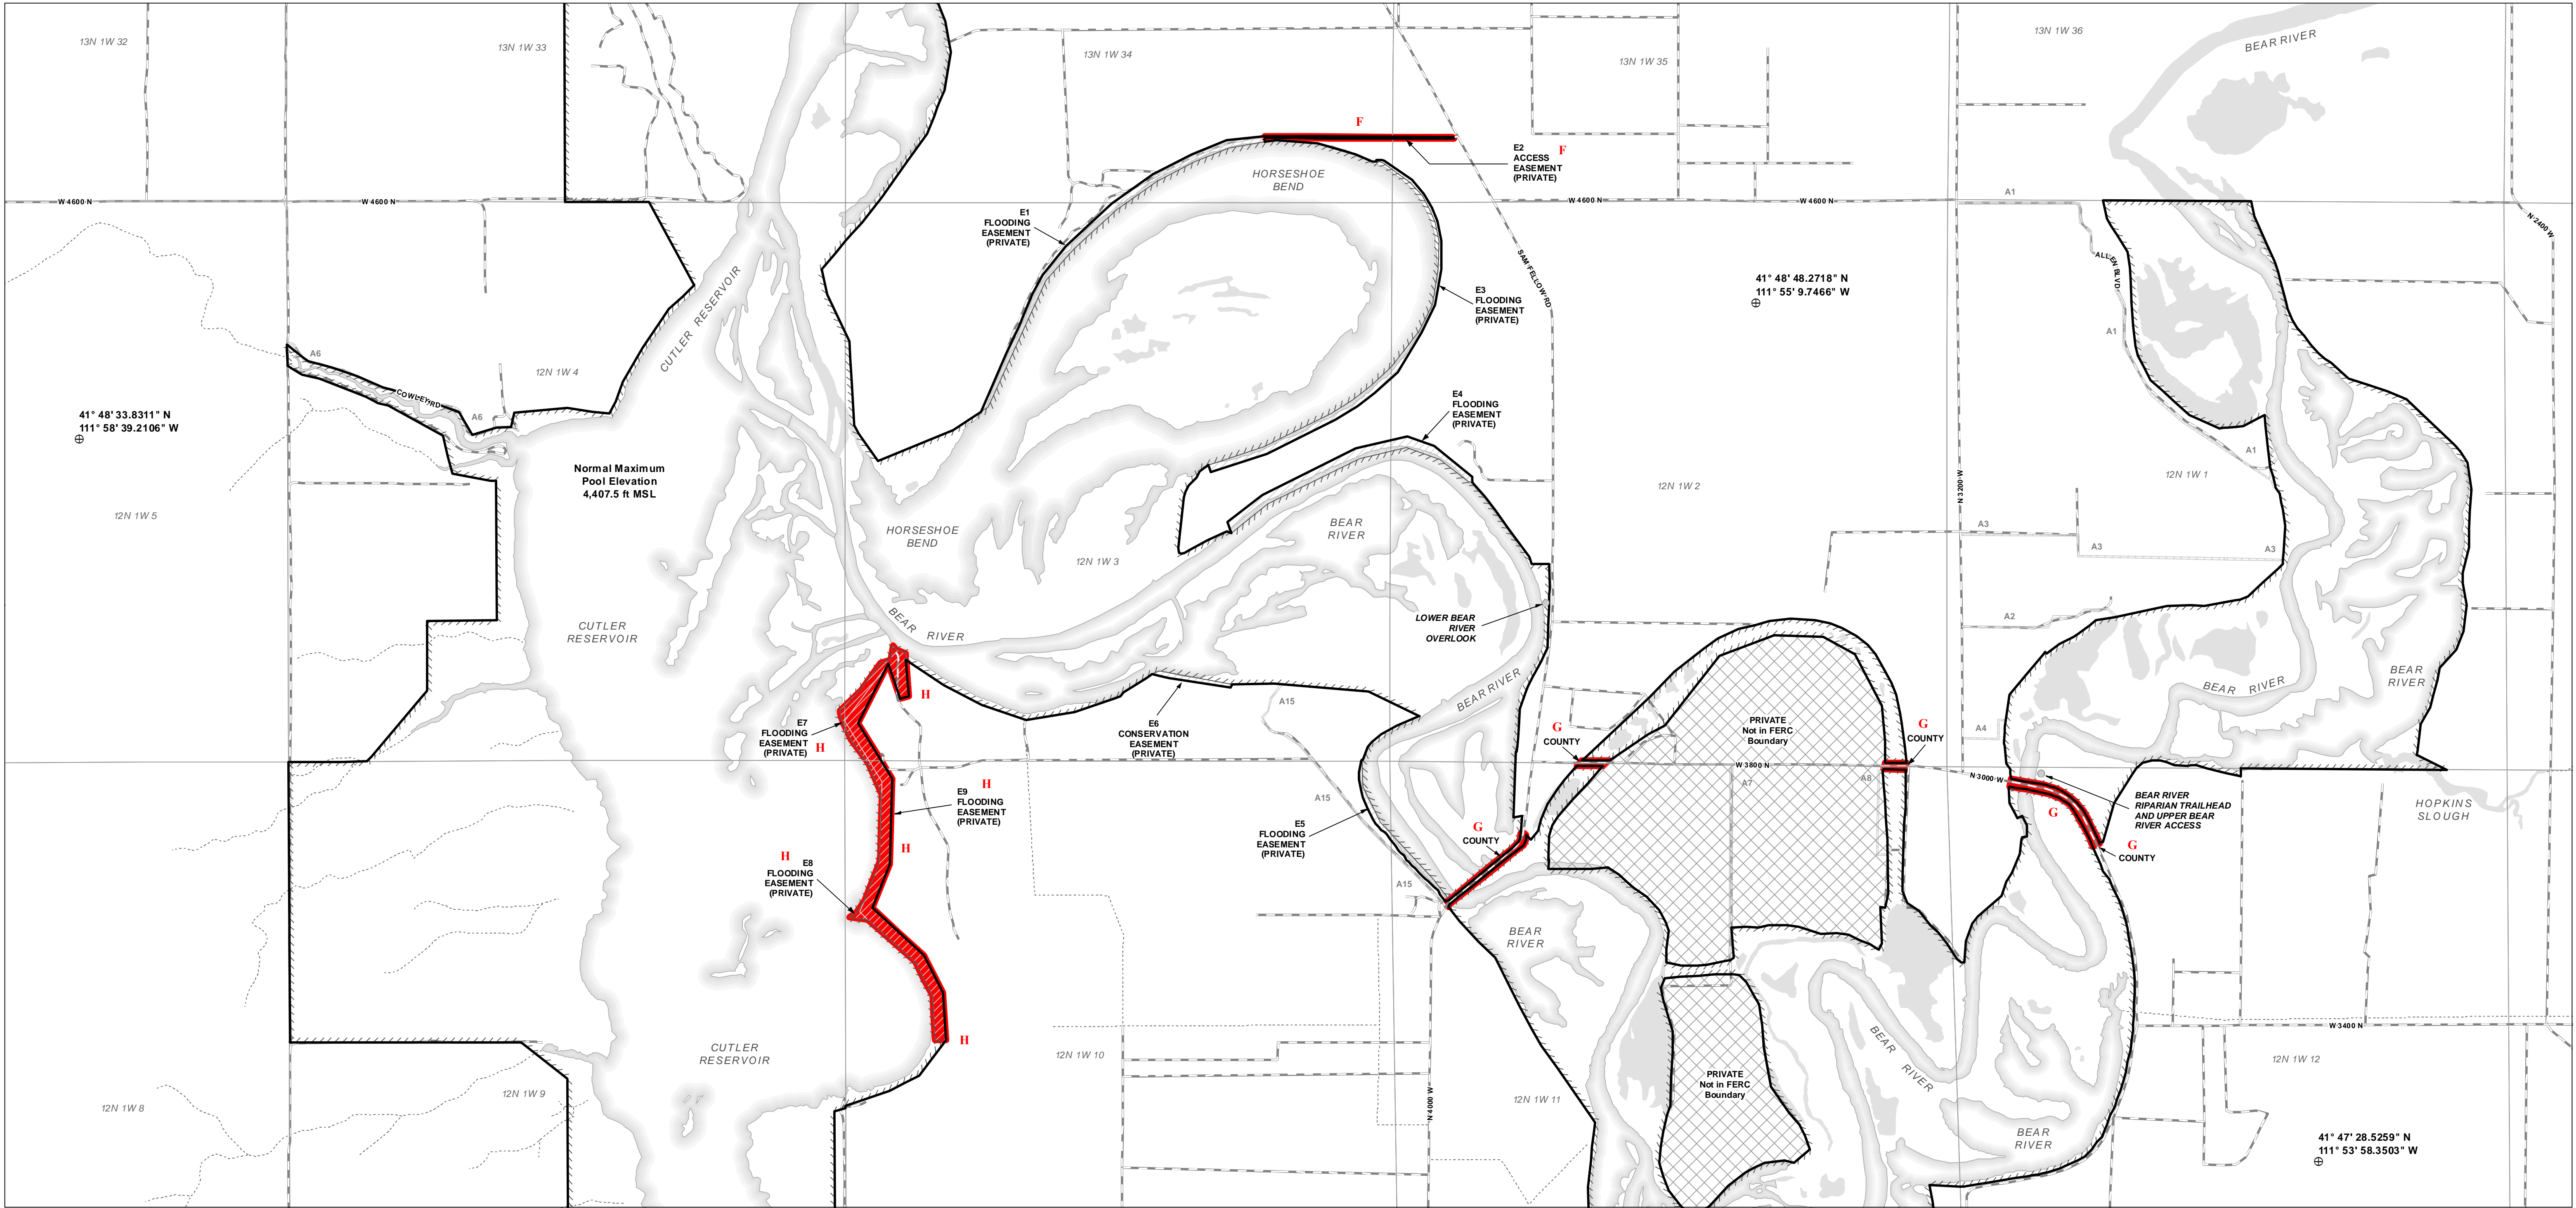 13N 1W 32
13N 1W 33
13N 1W 34
13N 1W 35
13N 1W 36
BEAR RIVER
F
E2
ACCESS
EASEMENT
(PRIVATE)
F
HORSESHOE
BEND
W 4600 N
W 4600 N
W 4600 N
W 4600 N
A1
N 2400 W
E1
FLOODING
EASEMENT
(PRIVATE)
SAM FELLOW RD
ALLEN BLVD
CUTLER RESERVOIR
41° 48' 48.2718" N
111° 55' 9.7466" W
E3
FLOODING
EASEMENT
(PRIVATE)
A1
A6
12N 1W 4
COWLEY RD
A6
E4
FLOODING
EASEMENT
(PRIVATE)
41° 48' 33.8311" N
111° 58' 39.2106" W
A1
Normal Maximum
Pool Elevation
4,407.5 ft MSL
12N 1W 5
12N 1W 2
N 3200 W
12N 1W 1
HORSESHOE
BEND
BEAR
RIVER
A3
A3
A3
12N 1W 3
CUTLER
RESERVOIR
BEAR RIVER
LOWER BEAR
RIVER
OVERLOOK
A2
BEAR
RIVER
BEAR RIVER
BEAR RIVER
H
A15
E7
FLOODING
EASEMENT
(PRIVATE)
H
E6
CONSERVATION
EASEMENT
(PRIVATE)
G
COUNTY
PRIVATE
Not in FERC
Boundary
G
COUNTY
A4
W 3800 N
A7
A8
N 3000 W
H
E9
FLOODING
EASEMENT
(PRIVATE)
A15
BEAR RIVER
RIPARIAN TRAILHEAD
AND UPPER BEAR
RIVER ACCESS
HOPKINS
SLOUGH
G
E5
FLOODING
EASEMENT
(PRIVATE)
G
COUNTY
G
COUNTY
H
H
E8
FLOODING
EASEMENT
(PRIVATE)
A15
BEAR
RIVER
H
CUTLER
RESERVOIR
12N 1W 10
BEAR RIVER
W 3400 N
12N 1W 12
PRIVATE
Not in FERC
Boundary
12N 1W 8
12N 1W 9
N 4000 W
12N 1W 11
BEAR
RIVER
41° 47' 28.5259" N
111° 53' 58.3503" W